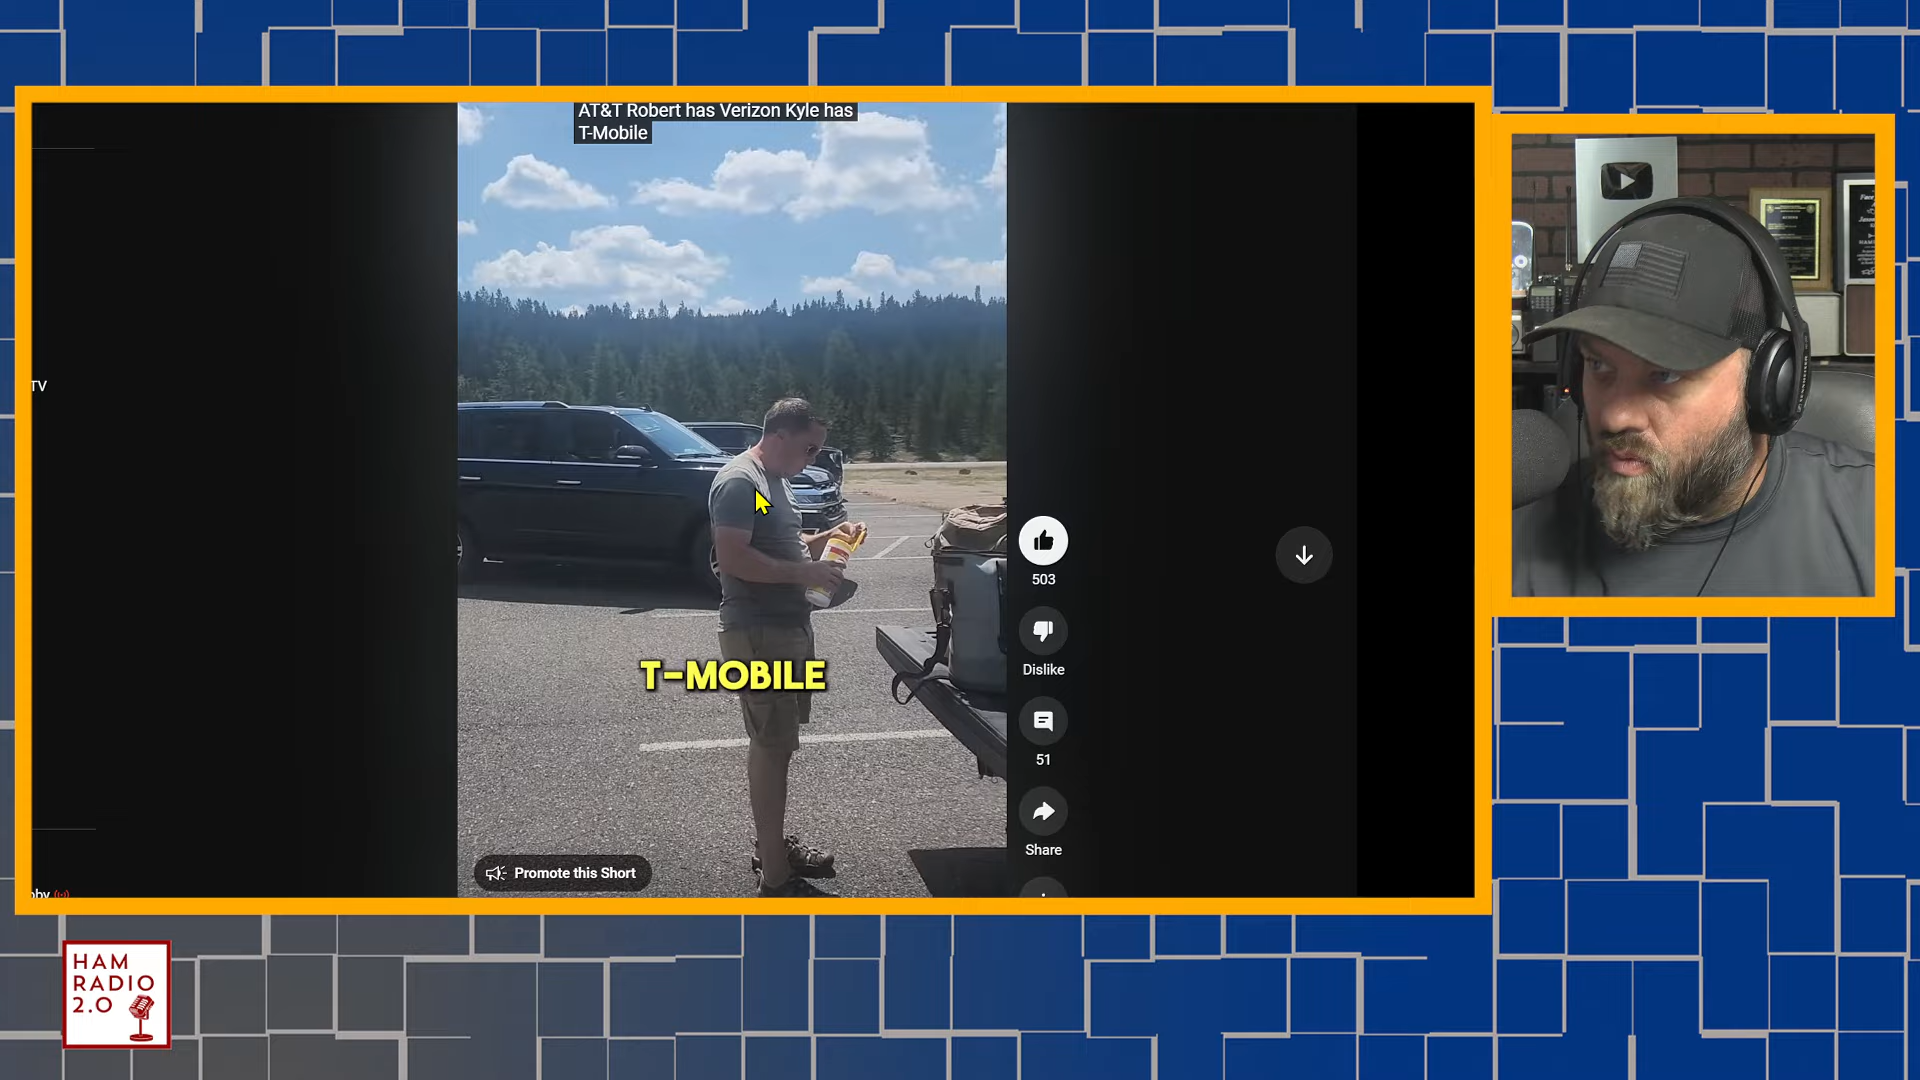 AT&T Robert has Verizon Kyle has
T-Mobile
TV
T-MOBILE
503
Dislike
51
Share
Promote this Short
HAM
RADIO
2.0